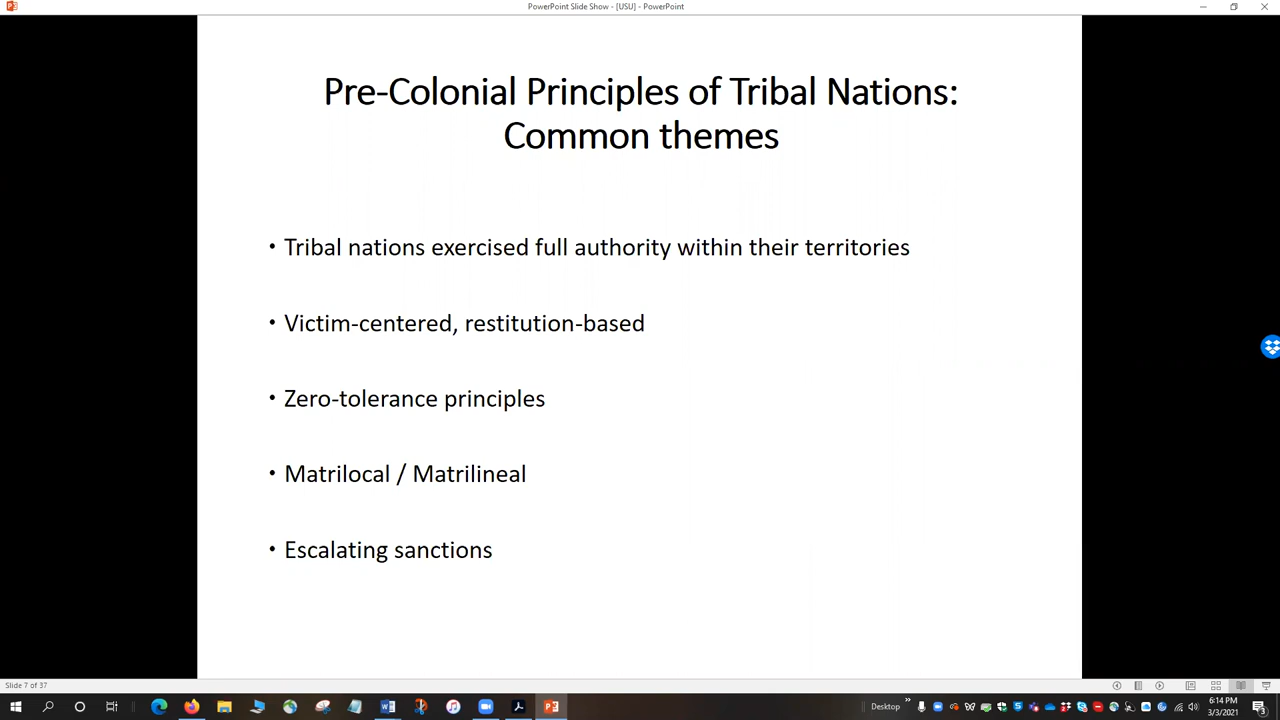 PowerPoint Slide Show - [USU] - PowerPoint
Pre-Colonial Principles of Tribal Nations:
Common themes
• Tribal nations exercised full authority within their territories
• Victim-centered, restitution-based
• Zero-tolerance principles
• Matrilocal / Matrilineal
• Escalating sanctions
Slide 7 of 37
Desktop
6:14 PM
3/3/2021